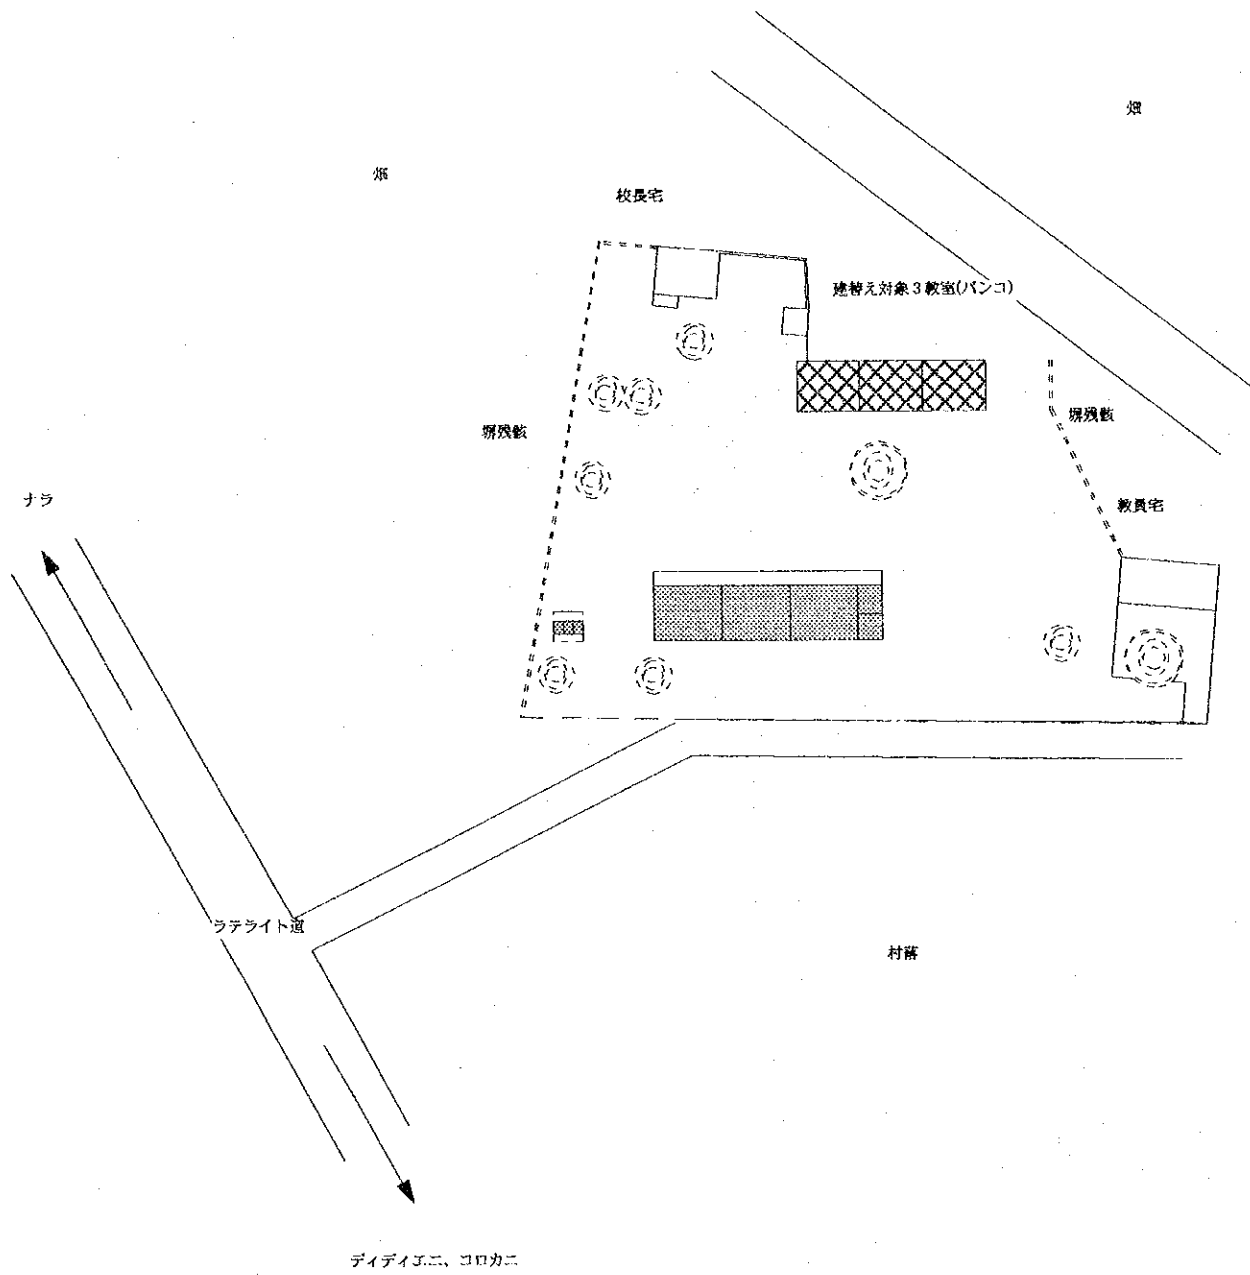 畑
畑
校長宅
建替え対象3教室(バンコ)
塀残骸
塀残骸
ナラ
教員宅
ラテライト道
村落
ディディエニ、コロカニ